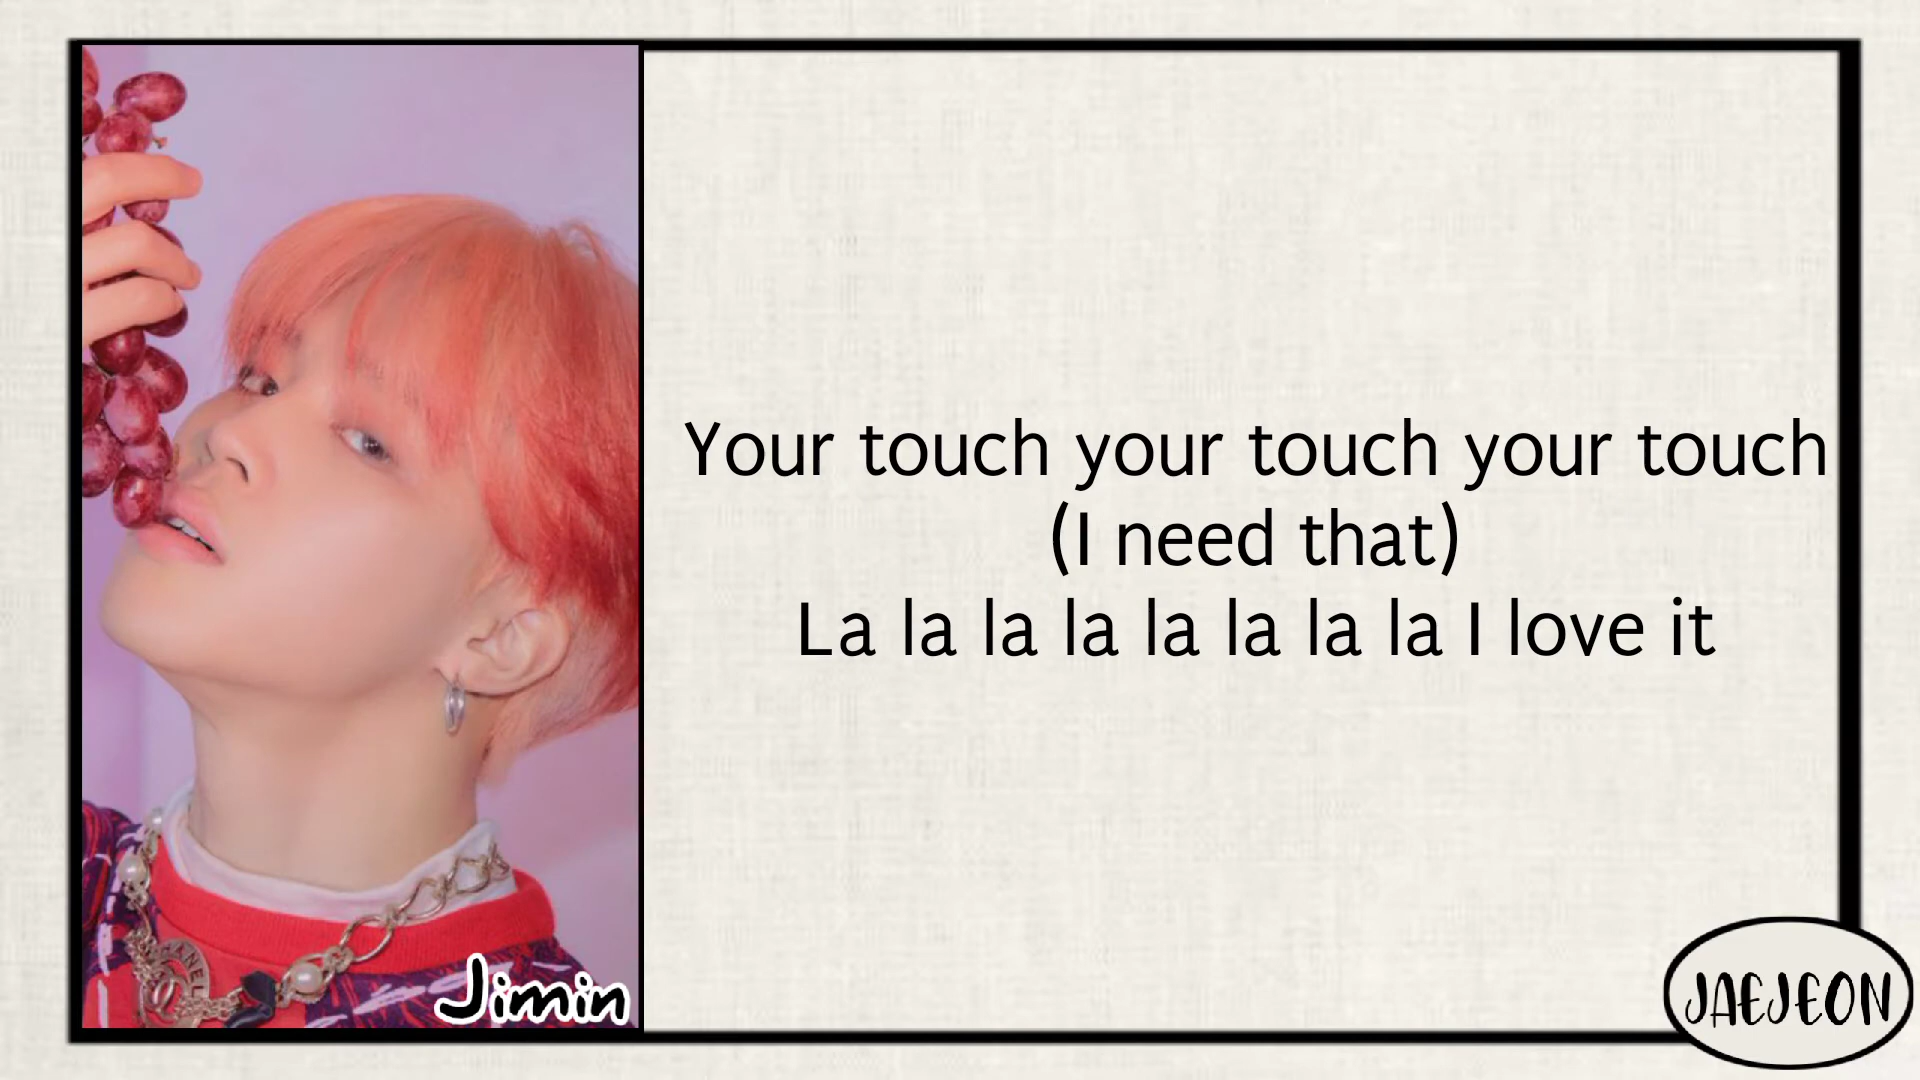 Your touch your touch your touch
(I need that)
La la la la la la la la I love it
Jimin
JAEJEON